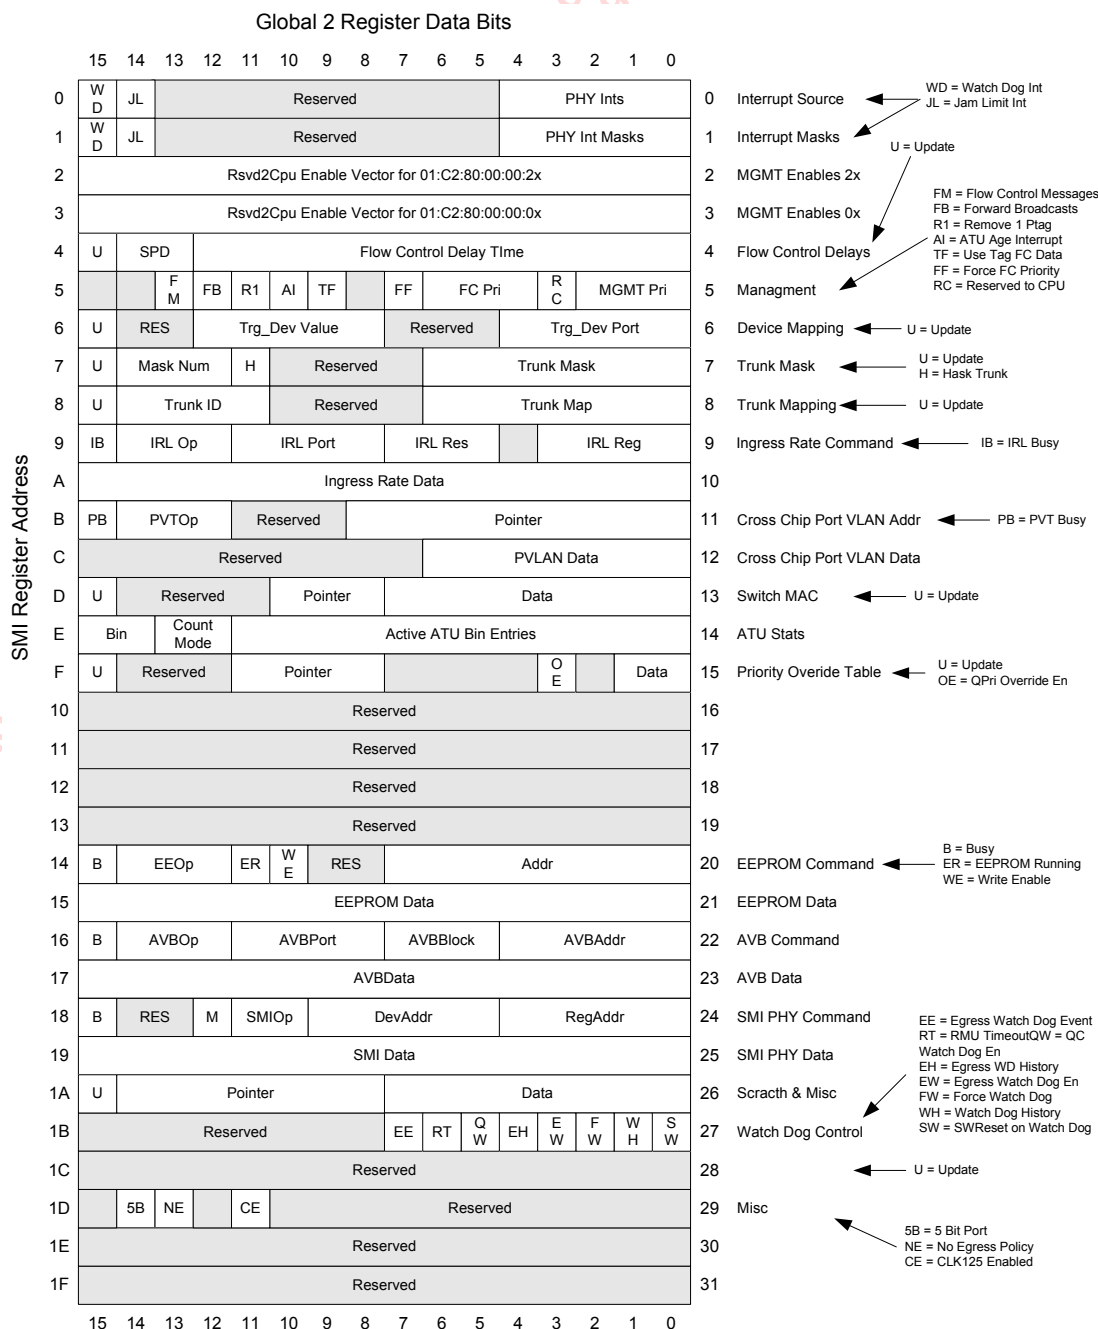 Global 2 Register Data Bits
15 14 13 12 11 10 9 8 7 6 5 4 3 2 1 0
0 WD JL Reserved PHY Ints 0 Interrupt Source
WD = Watch Dog Int
JL = Jam Limit Int
1 WD JL Reserved PHY Int Masks 1 Interrupt Masks
U = Update
2 Rsvd2Cpu Enable Vector for 01:C2:80:00:00:2x 2 MGMT Enables 2x
3 Rsvd2Cpu Enable Vector for 01:C2:80:00:00:0x 3 MGMT Enables 0x
FM = Flow Control Messages
FB = Forward Broadcasts
R1 = Remove 1 Ptag
AI = ATU Age Interrupt
TF = Use Tag FC Data
FF = Force FC Priority
RC = Reserved to CPU
4 U SPD Flow Control Delay TIme 4 Flow Control Delays
5 FM FB R1 AI TF FF FC Pri RC MGMT Pri 5 Managment
6 U RES Trg_Dev Value Reserved Trg_Dev Port 6 Device Mapping U = Update
7 U Mask Num H Reserved Trunk Mask 7 Trunk Mask
U = Update
H = Hask Trunk
8 U Trunk ID Reserved Trunk Map 8 Trunk Mapping U = Update
9 IB IRL Op IRL Port IRL Res IRL Reg 9 Ingress Rate Command IB = IRL Busy
SMI Register Address
A Ingress Rate Data 10
B PB PVTOp Reserved Pointer 11 Cross Chip Port VLAN Addr PB = PVT Busy
C Reserved PVLAN Data 12 Cross Chip Port VLAN Data
D U Reserved Pointer Data 13 Switch MAC U = Update
E Bin Count Mode Active ATU Bin Entries 14 ATU Stats
F U Reserved Pointer OE Data 15 Priority Overide Table
U = Update
OE = QPri Override En
10 Reserved 16
11 Reserved 17
12 Reserved 18
13 Reserved 19
14 B EEOp ER WE RES Addr 20 EEPROM Command
B = Busy
ER = EEPROM Running
WE = Write Enable
15 EEPROM Data 21 EEPROM Data
16 B AVBOp AVBPort AVBBlock AVBAddr 22 AVB Command
17 AVBData 23 AVB Data
18 B RES M SMIOp DevAddr RegAddr 24 SMI PHY Command
19 SMI Data 25 SMI PHY Data
EE = Egress Watch Dog Event
RT = RMU TimeoutQW = QC
Watch Dog En
EH = Egress WD History
EW = Egress Watch Dog En
FW = Force Watch Dog
WH = Watch Dog History
SW = SWReset on Watch Dog
1A U Pointer Data 26 Scracth & Misc
1B Reserved EE RT QW EH EW FW WH SW 27 Watch Dog Control
1C Reserved 28 U = Update
1D 5B NE CE Reserved 29 Misc
5B = 5 Bit Port
NE = No Egress Policy
CE = CLK125 Enabled
1E Reserved 30
1F Reserved 31
15 14 13 12 11 10 9 8 7 6 5 4 3 2 1 0